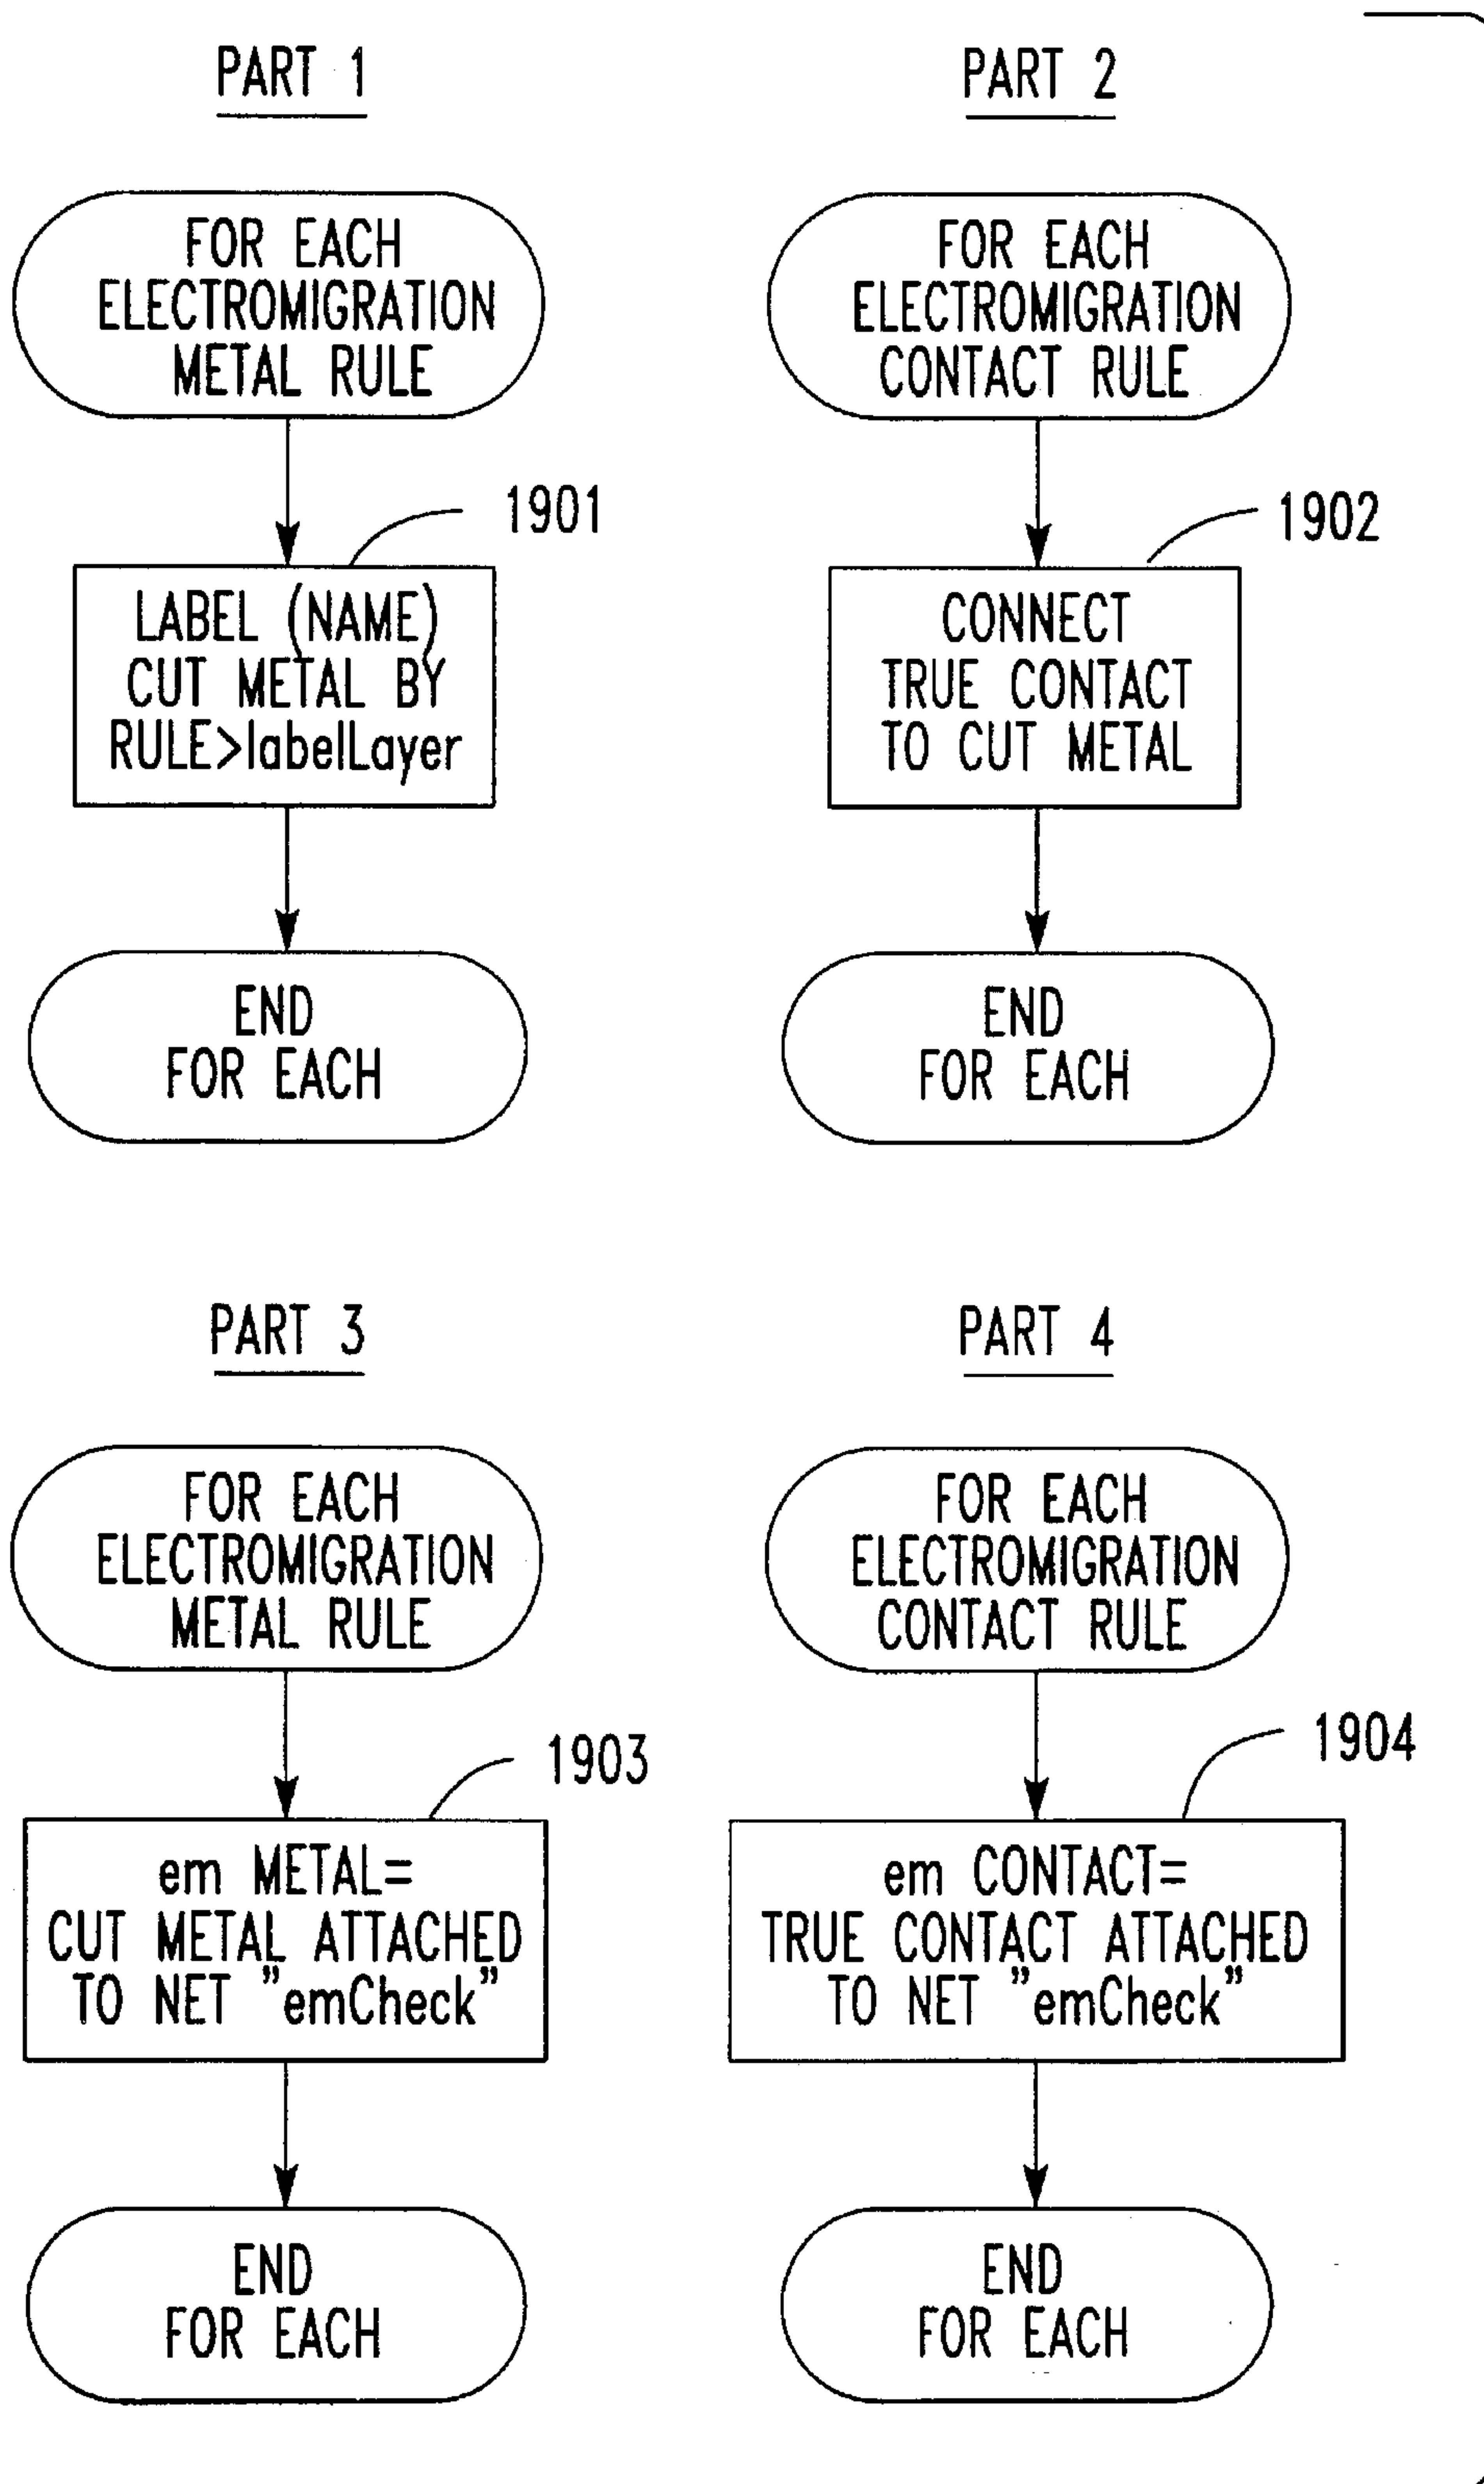 PART 1
FOR EACH
ELECTROMIGRATION
METAL RULE
1901
LABEL (NAME)
CUT METAL BY
RULE>labelLayer
END
FOR EACH
PART 2
FOR EACH
ELECTROMIGRATION
CONTACT RULE
1902
CONNECT
TRUE CONTACT
TO CUT METAL
END
FOR EACH
PART 3
FOR EACH
ELECTROMIGRATION
METAL RULE
1903
em METAL=
CUT METAL ATTACHED
TO NET "emCheck"
END
FOR EACH
PART 4
FOR EACH
ELECTROMIGRATION
CONTACT RULE
1904
em CONTACT=
TRUE CONTACT ATTACHED
TO NET "emCheck"
END
FOR EACH